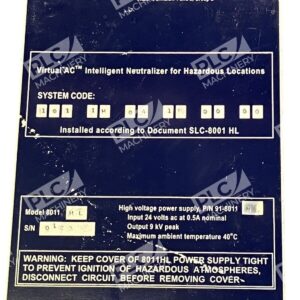 Virtual AC™ Intelligent Neutralizer for Hazardous Locations
SYSTEM CODE:
Installed according to Document SLC-8001 HL
Model 8011 HL
High voltage power supply, P/N 91-8011
Input 24 volts ac at 0.5A nominal
S/N
Output 9 kV peak
Maximum ambient temperature 40°C
WARNING: KEEP COVER OF 8011HL POWER SUPPLY TIGHT
TO PREVENT IGNITION OF HAZARDOUS ATMOSPHERES,
DISCONNECT CIRCUIT BEFORE REMOVING COVER.
PLC
MACHINERY